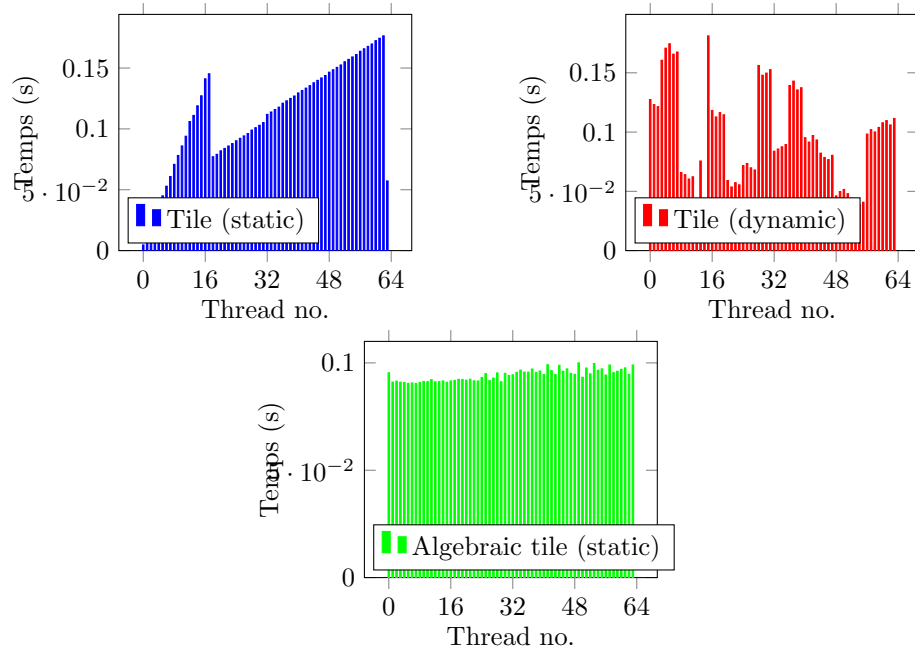 0.15
0.1
5 · 10⁻²
0
Temps (s)
Tile (static)
0 16 32 48 64
Thread no.
0.15
0.1
5 · 10⁻²
0
Temps (s)
Tile (dynamic)
0 16 32 48 64
Thread no.
0.1
5 · 10⁻²
0
Temps (s)
Algebraic tile (static)
0 16 32 48 64
Thread no.